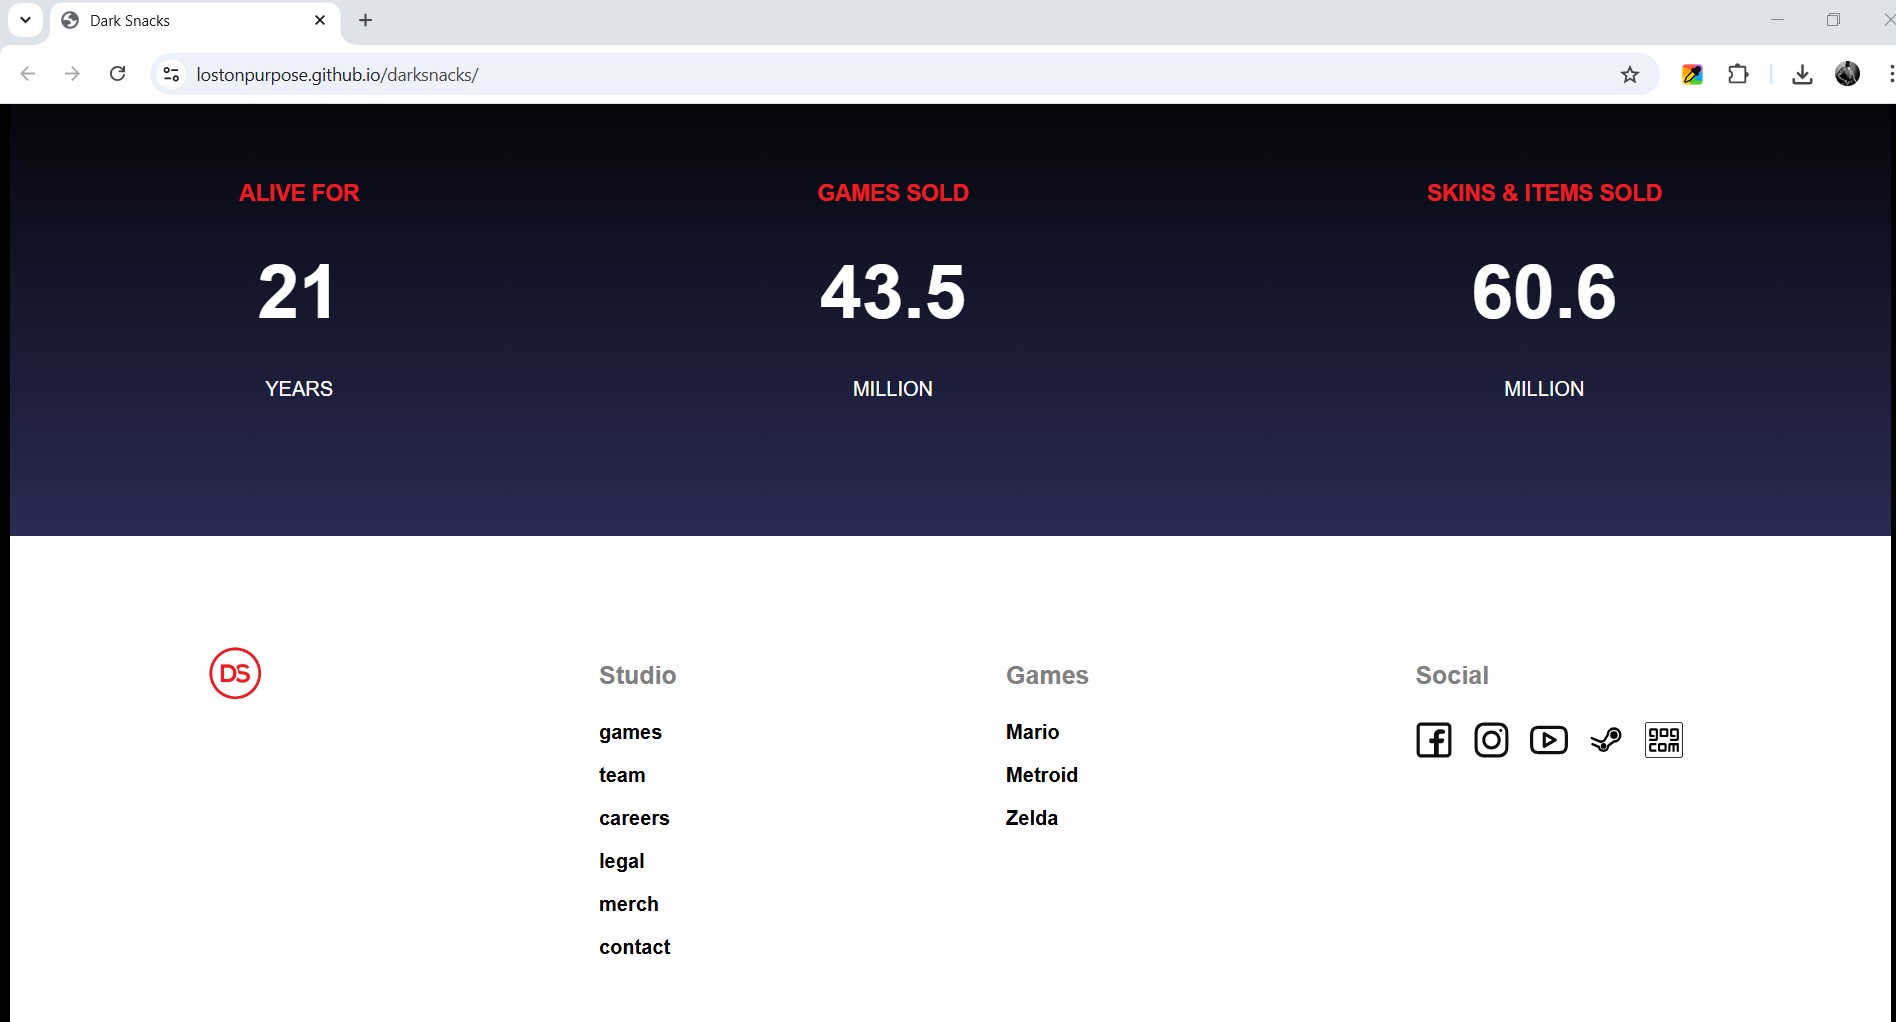 Dark Snacks
lostonpurpose.github.io/darksnacks/
ALIVE FOR
21
YEARS
GAMES SOLD
43.5
MILLION
SKINS & ITEMS SOLD
60.6
MILLION
DS
Studio
games
team
careers
legal
merch
contact
Games
Mario
Metroid
Zelda
Social
gog
com